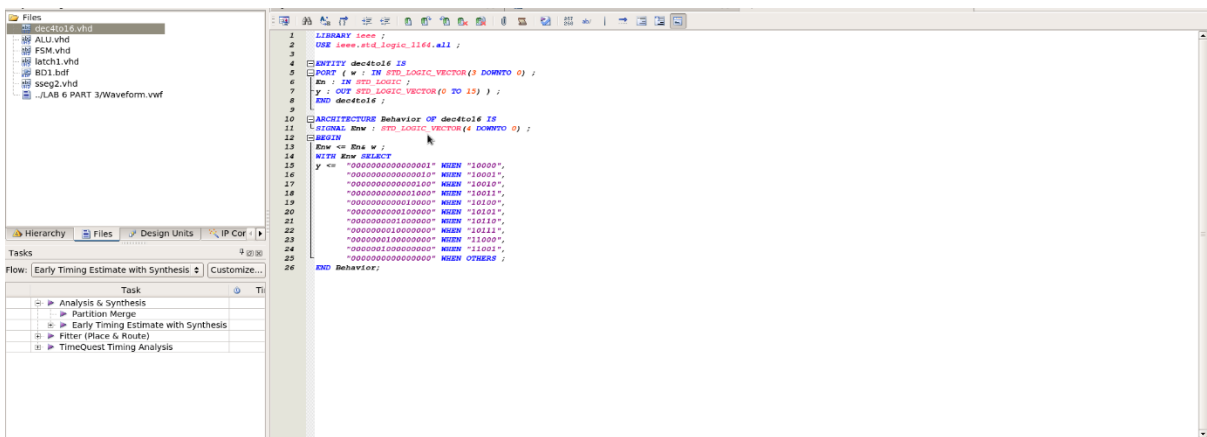 Files
dec4to16.vhd
ALU.vhd
FSM.vhd
latch1.vhd
BD1.bdf
sseg2.vhd
../LAB 6 PART 3/Waveform.vwf
Hierarchy Files Design Units IP Cor
Tasks
Flow: Early Timing Estimate with Synthesis Customize...
Task Ti
Analysis & Synthesis
Partition Merge
Early Timing Estimate with Synthesis
Fitter (Place & Route)
TimeQuest Timing Analysis
1 LIBRARY ieee ;
2 USE ieee.std_logic_1164.all ;
3
4 ENTITY dec4to16 IS
5 PORT ( w : IN STD_LOGIC_VECTOR(3 DOWNTO 0) ;
6 En : IN STD_LOGIC ;
7 y : OUT STD_LOGIC_VECTOR(0 TO 15) ) ;
8 END dec4to16 ;
9
10 ARCHITECTURE Behavior OF dec4to16 IS
11 SIGNAL Enw : STD_LOGIC_VECTOR(4 DOWNTO 0) ;
12 BEGIN
13 Enw <= En& w ;
14 WITH Enw SELECT
15 y <= "0000000000000001" WHEN "10000",
16 "0000000000000010" WHEN "10001",
17 "0000000000000100" WHEN "10010",
18 "0000000000001000" WHEN "10011",
19 "0000000000010000" WHEN "10100",
20 "0000000000100000" WHEN "10101",
21 "0000000001000000" WHEN "10110",
22 "0000000010000000" WHEN "10111",
23 "0000000100000000" WHEN "11000",
24 "0000001000000000" WHEN "11001",
25 "0000000000000000" WHEN OTHERS ;
26 END Behavior;